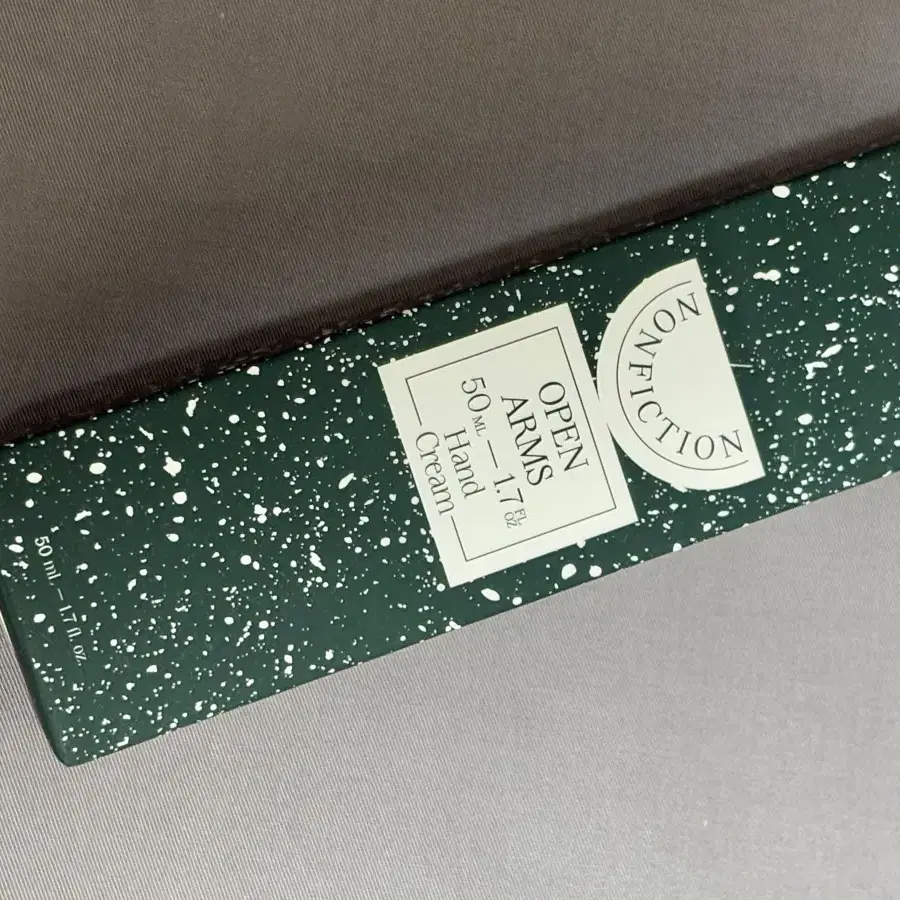 NONFICTION
OPEN
ARMS
50 ML — 1.7 FL OZ
Hand
Cream
50 ml — 1.7 fl. oz.